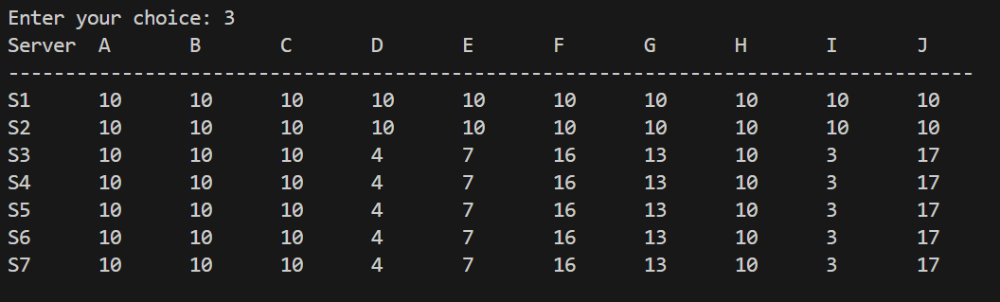 Enter your choice: 3
Server  A      B      C      D      E      F      G      H      I      J
-------------------------------------------------------------------------------------
S1      10      10      10      10      10      10      10      10      10      10
S2      10      10      10      10      10      10      10      10      10      10
S3      10      10      10      4       7       16      13      10      3       17
S4      10      10      10      4       7       16      13      10      3       17
S5      10      10      10      4       7       16      13      10      3       17
S6      10      10      10      4       7       16      13      10      3       17
S7      10      10      10      4       7       16      13      10      3       17